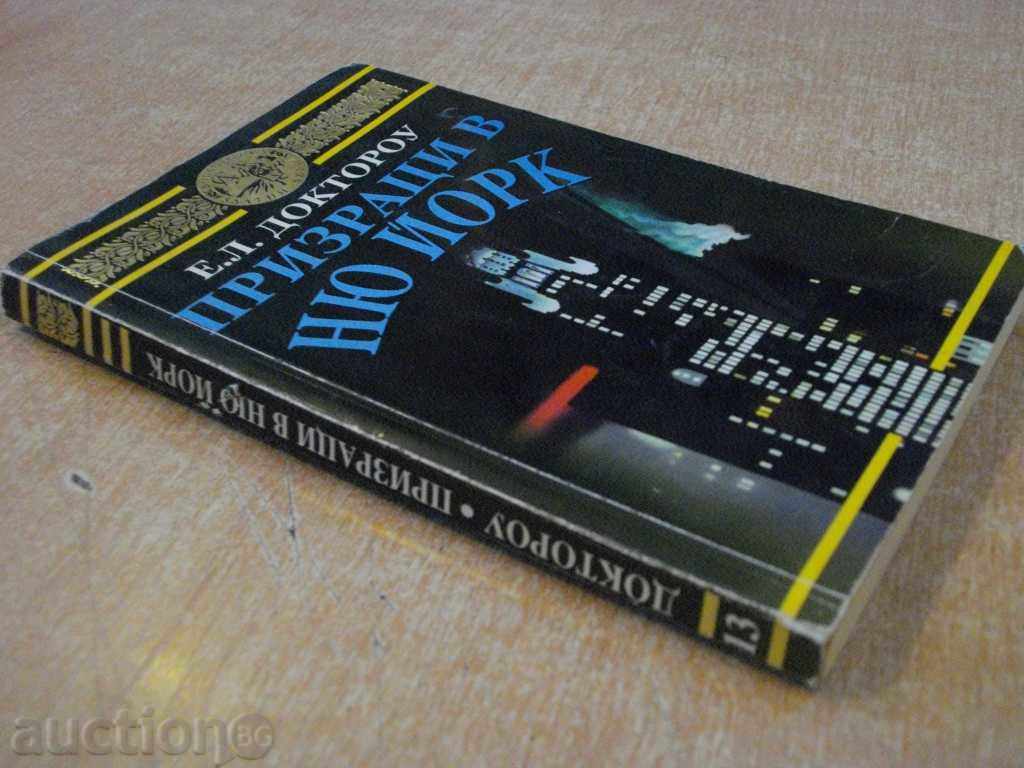 Е.Л. ДОКТОРОУ
ПРИЗРАЦИ В
НЮ ЙОРК
13 ДОКТОРОУ • ПРИЗРАЦИ В НЮ ЙОРК
auction BG